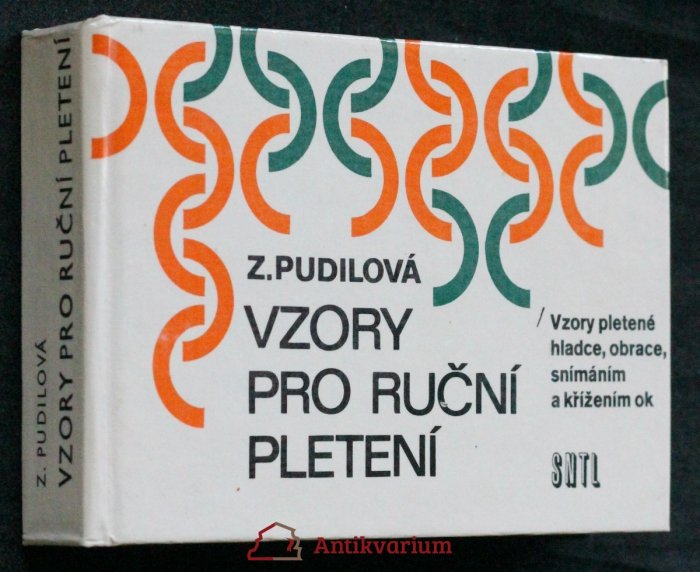 Z. PUDILOVÁ
VZORY PRO RUČNÍ PLETENÍ
Z. PUDILOVÁ
VZORY
PRO RUČNÍ
PLETENÍ
/ Vzory pletené
hladce, obrace,
snímáním
a křížením ok
SNTL
Antikvarium